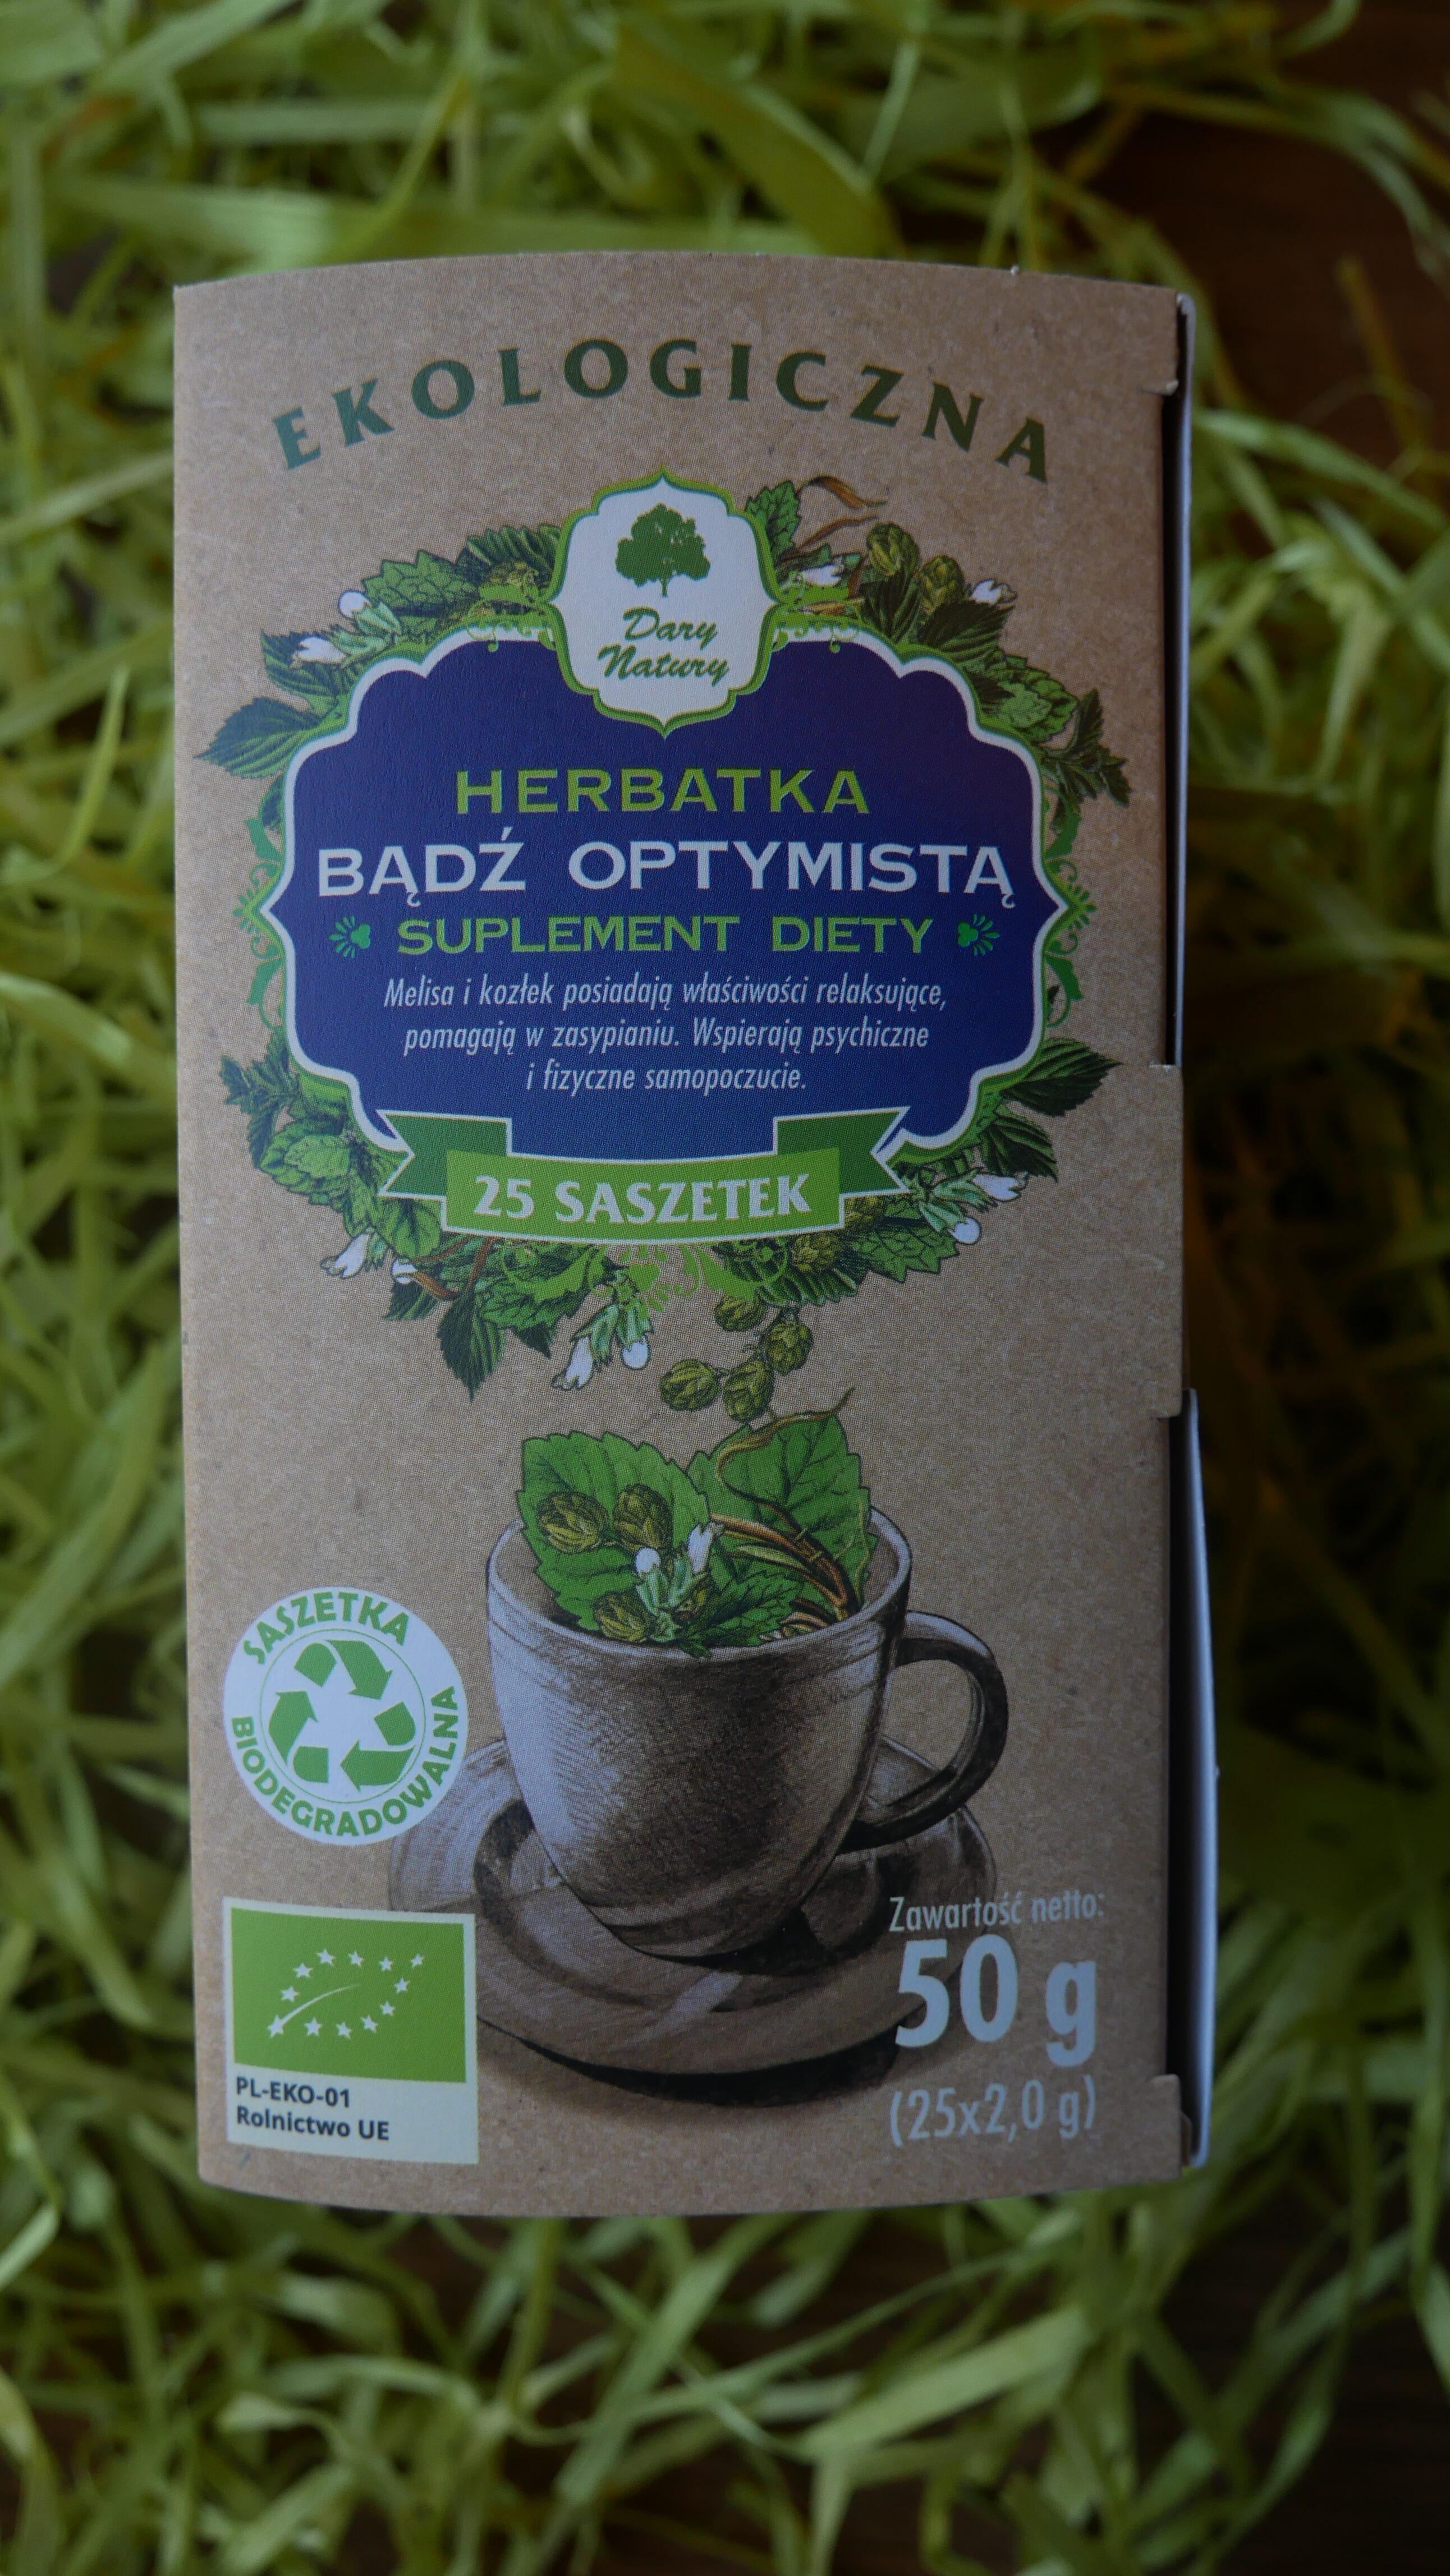 EKOLOGICZNA
Dary
Natury
HERBATKA
BĄDŹ OPTYMISTĄ
SUPLEMENT DIETY
Melisa i kozłek posiadają właściwości relaksujące,
pomagają w zasypianiu. Wspierają psychiczne
i fizyczne samopoczucie.
25 SASZETEK
SASZETKA
BIODEGRADOWALNA
Zawartość netto:
50 g
(25x2,0 g)
PL-EKO-01
Rolnictwo UE